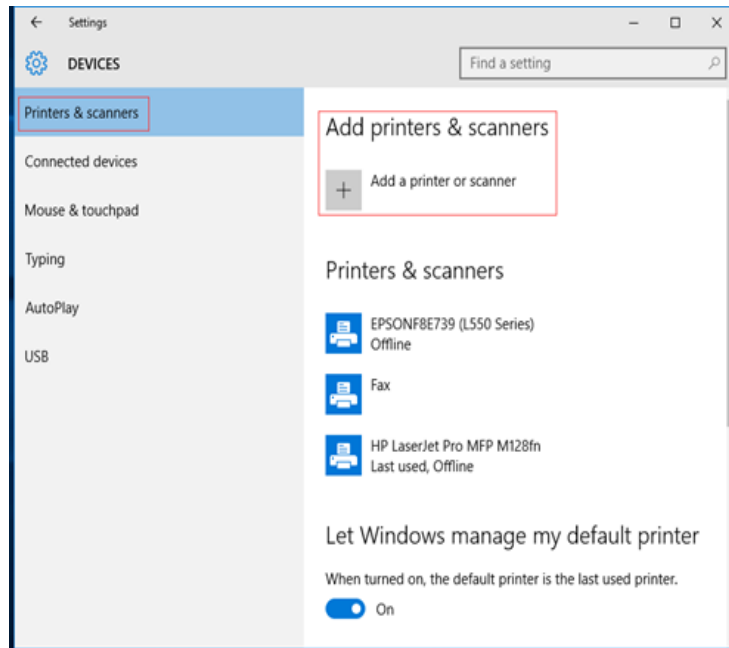 Settings
DEVICES
Find a setting
Printers & scanners
Connected devices
Mouse & touchpad
Typing
AutoPlay
USB
Add printers & scanners
Add a printer or scanner
Printers & scanners
EPSONF8E739 (L550 Series)
Offline
Fax
HP LaserJet Pro MFP M128fn
Last used, Offline
Let Windows manage my default printer
When turned on, the default printer is the last used printer.
On